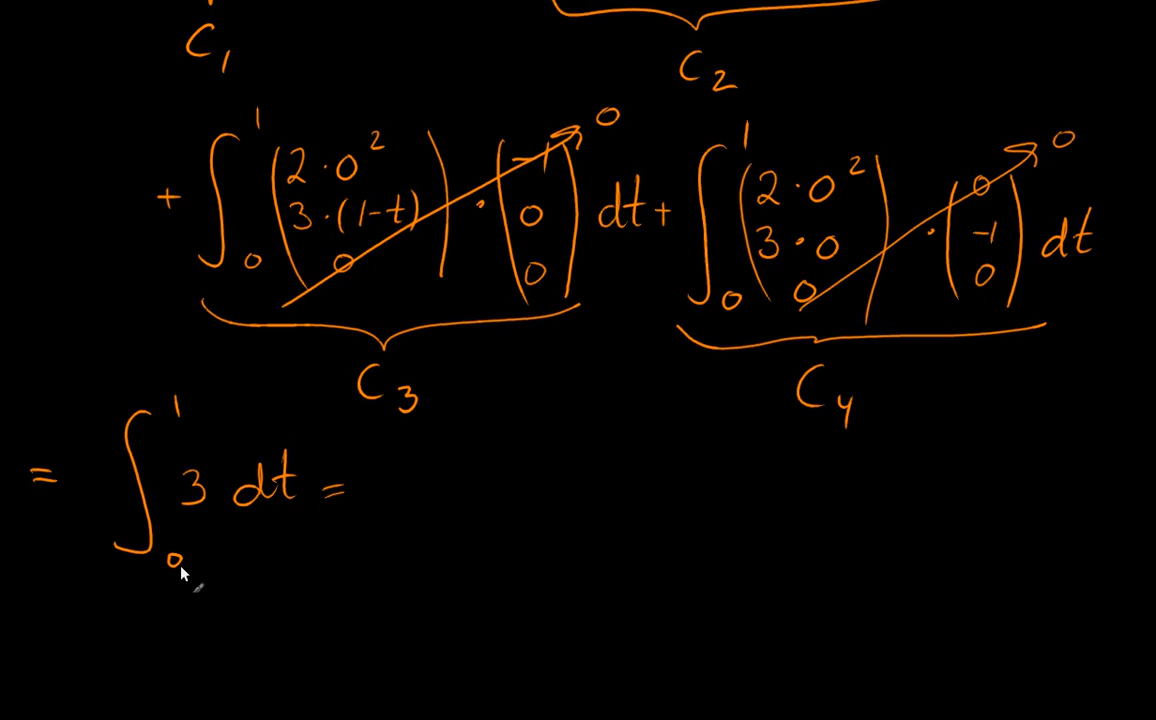 C₁ C₂
+ ∫₀¹ (2·0² 3·(1-t) 0) · (-1 0 0) dt → 0 + ∫₀¹ (2·0² 3·0 0) · (0 -1 0) dt → 0
C₃ C₄
= ∫₀¹ 3 dt =